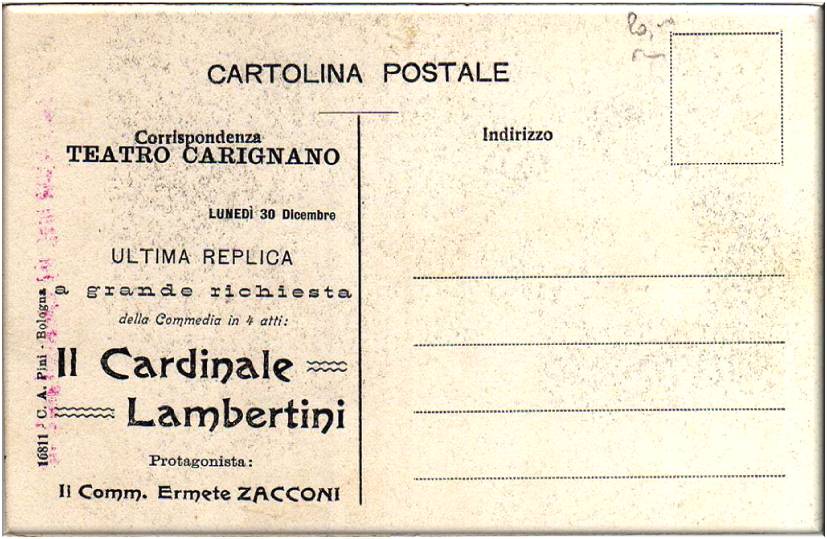 CARTOLINA POSTALE
Corrispondenza
TEATRO CARIGNANO
LUNEDÌ 30 Dicembre
ULTIMA REPLICA
a grande richiesta
della Commedia in 4 atti:
Il Cardinale
Lambertini
Protagonista:
Il Comm. Ermete ZACCONI
16811 C. A. Pini - Bologna
Indirizzo